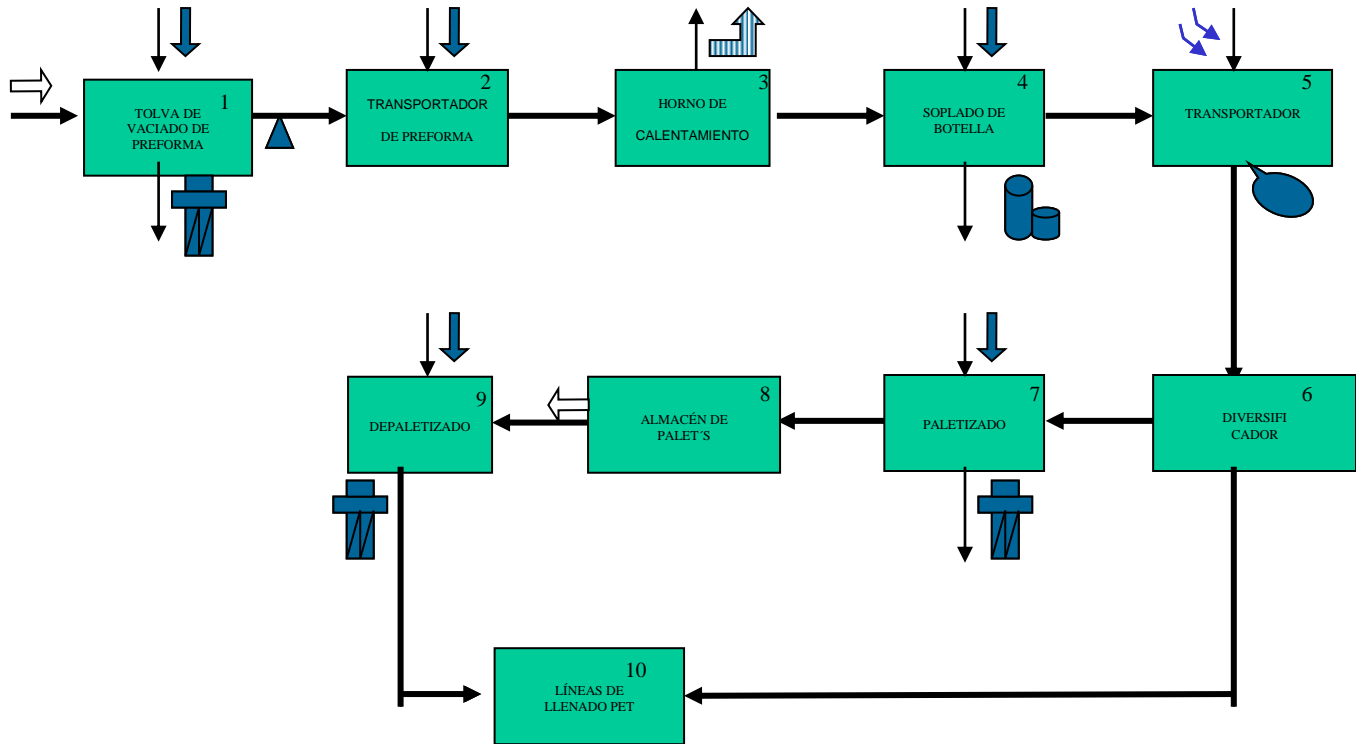 1
TOLVA DE
VACIADO DE
PREFORMA
2
TRANSPORTADOR
DE PREFORMA
3
HORNO DE
CALENTAMIENTO
4
SOPLADO DE
BOTELLA
5
TRANSPORTADOR
6
DIVERSIFI
CADOR
7
PALETIZADO
8
ALMACÉN DE
PALET´S
9
DEPALETIZADO
10
LÍNEAS DE
LLENADO PET